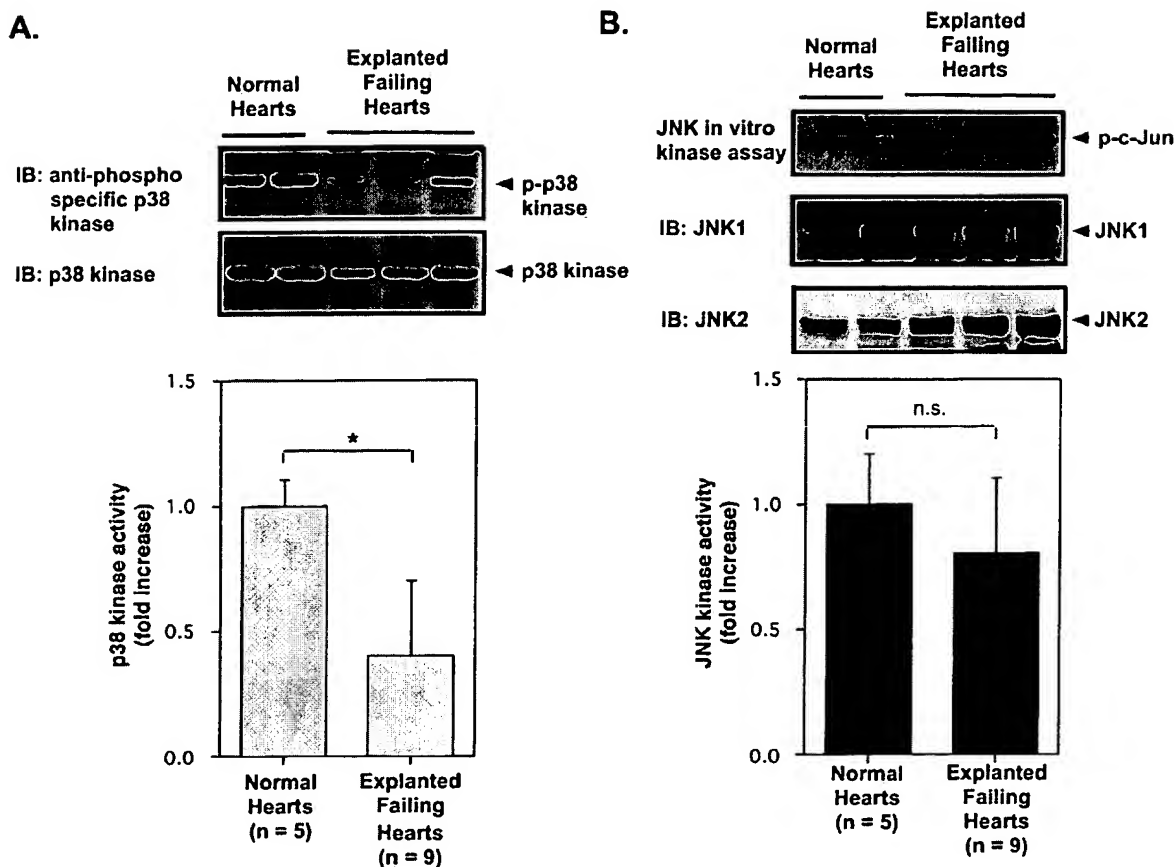 A.
Normal
Hearts
Explanted
Failing
Hearts
IB: anti-phospho
specific p38
kinase
p-p38
kinase
IB: p38 kinase
p38 kinase
1.5
1.0
0.5
0.0
p38 kinase activity
(fold increase)
*
Normal
Hearts
(n = 5)
Explanted
Failing
Hearts
(n = 9)
B.
Normal
Hearts
Explanted
Failing
Hearts
JNK in vitro
kinase assay
p-c-Jun
IB: JNK1
JNK1
IB: JNK2
JNK2
1.5
1.0
0.5
0.0
JNK kinase activity
(fold increase)
n.s.
Normal
Hearts
(n = 5)
Explanted
Failing
Hearts
(n = 9)